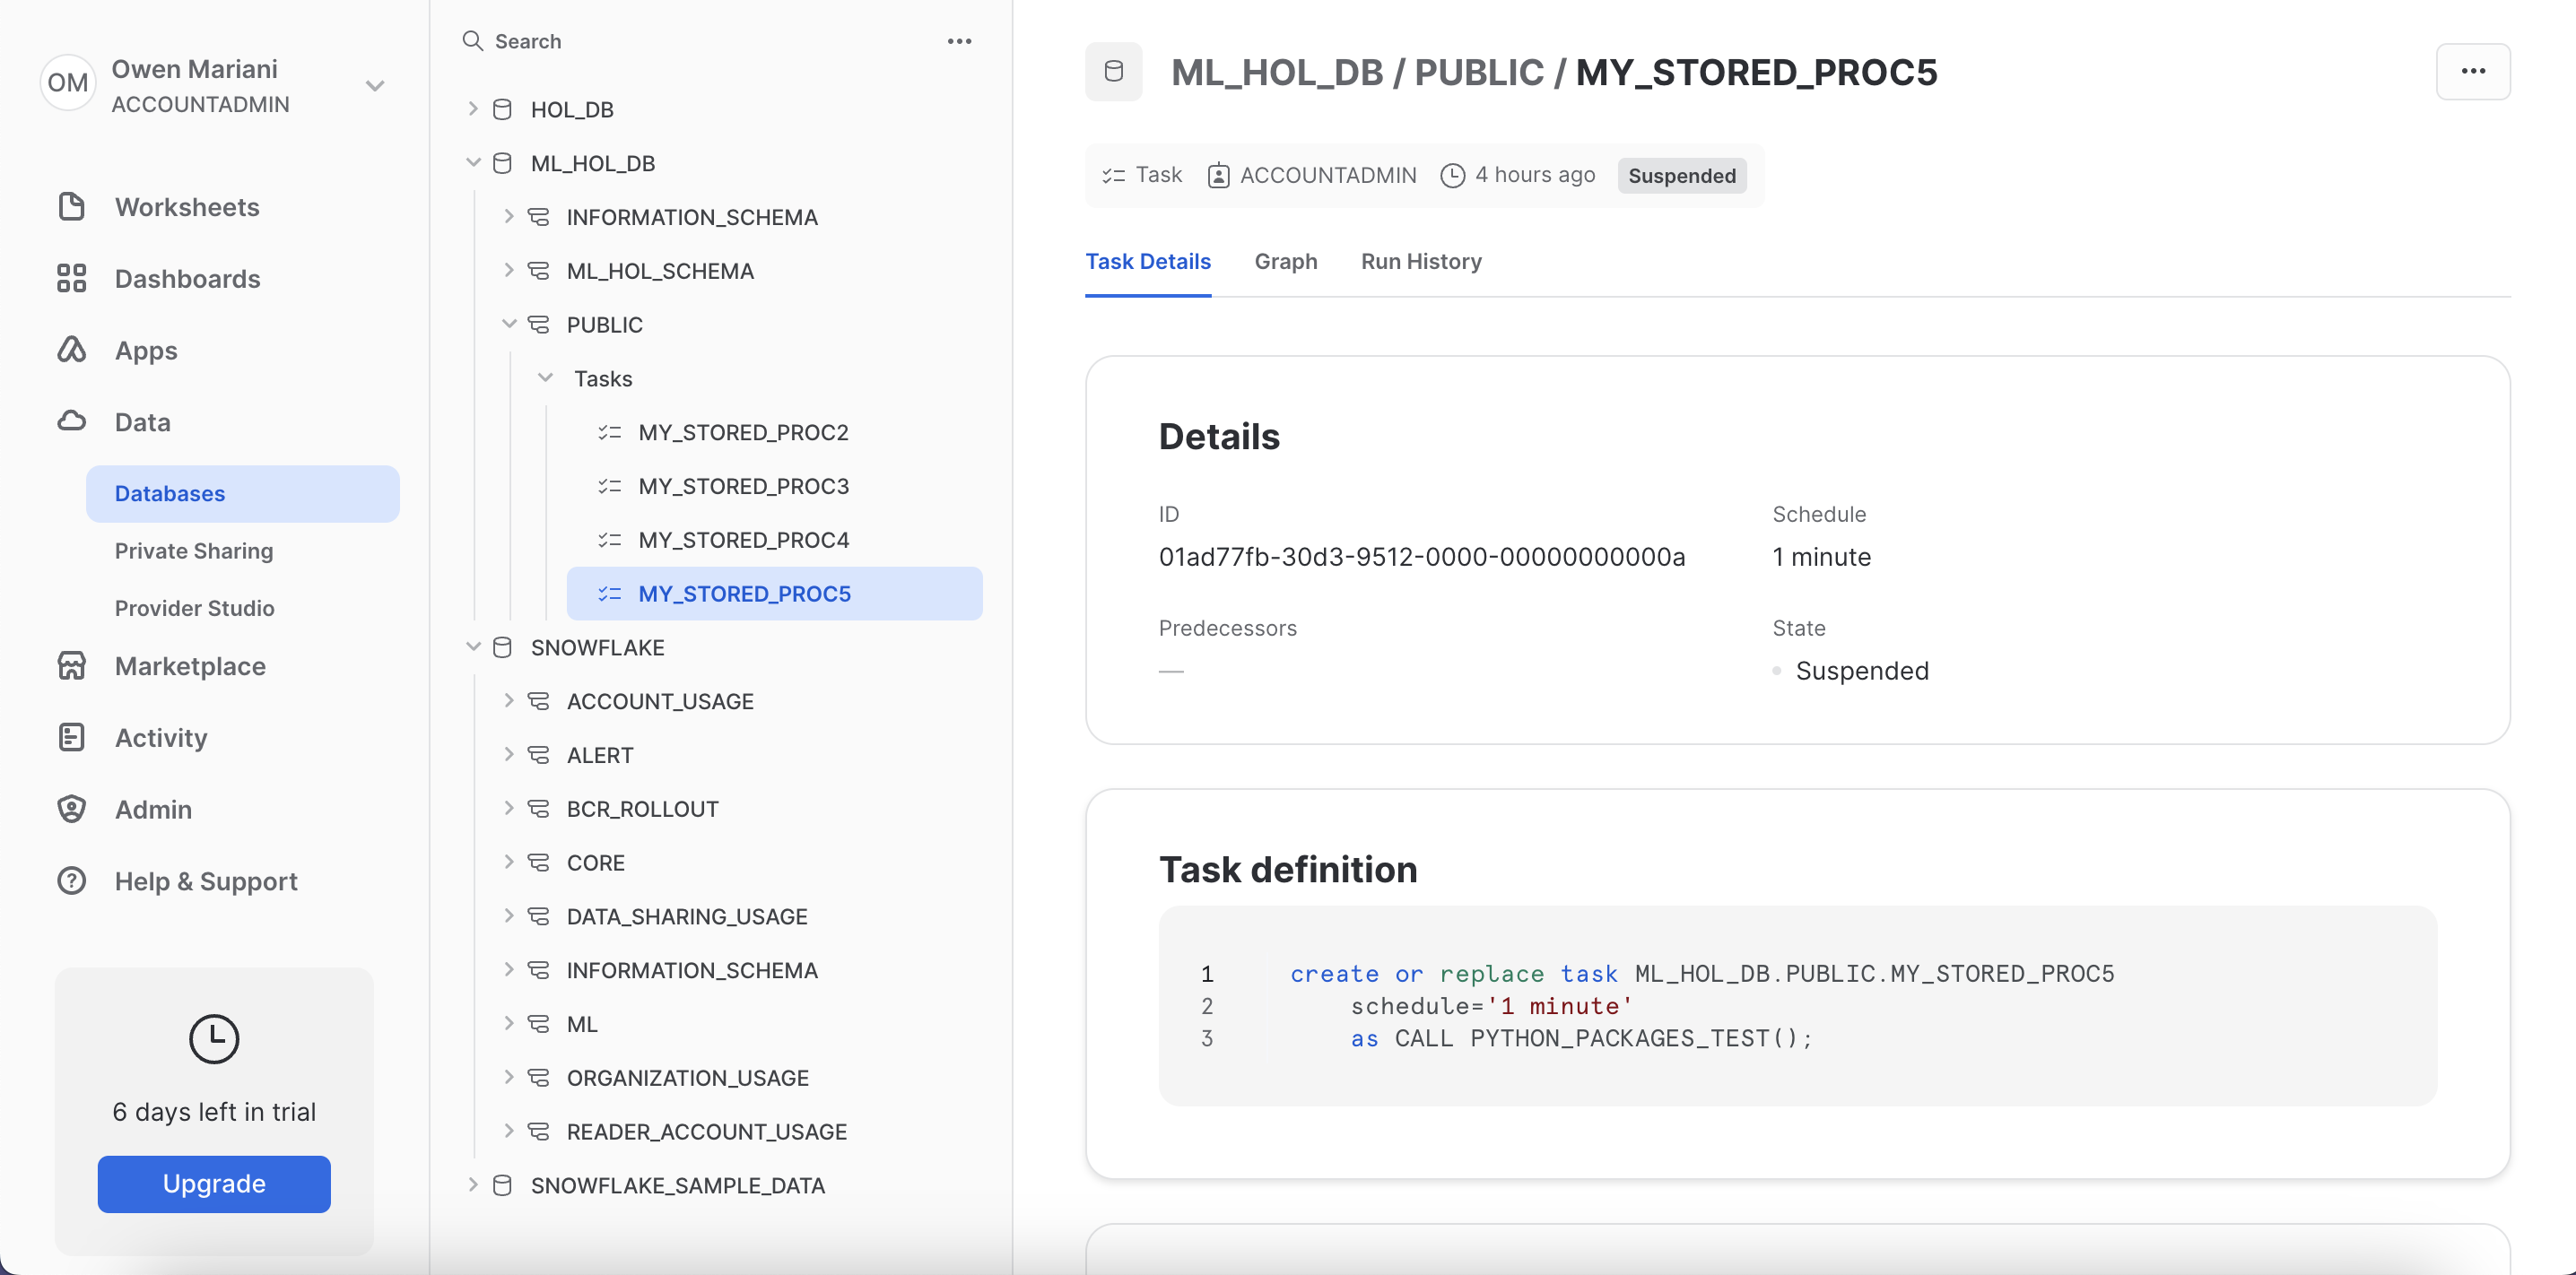 OM
Owen Mariani
ACCOUNTADMIN
Worksheets
Dashboards
Apps
Data
Databases
Private Sharing
Provider Studio
Marketplace
Activity
Admin
Help & Support
6 days left in trial
Upgrade
Search
HOL_DB
ML_HOL_DB
INFORMATION_SCHEMA
ML_HOL_SCHEMA
PUBLIC
Tasks
MY_STORED_PROC2
MY_STORED_PROC3
MY_STORED_PROC4
MY_STORED_PROC5
SNOWFLAKE
ACCOUNT_USAGE
ALERT
BCR_ROLLOUT
CORE
DATA_SHARING_USAGE
INFORMATION_SCHEMA
ML
ORGANIZATION_USAGE
READER_ACCOUNT_USAGE
SNOWFLAKE_SAMPLE_DATA
ML_HOL_DB / PUBLIC / MY_STORED_PROC5
Task ACCOUNTADMIN 4 hours ago Suspended
Task Details Graph Run History
Details
ID
01ad77fb-30d3-9512-0000-00000000000a
Schedule
1 minute
Predecessors
—
State
Suspended
Task definition
1 create or replace task ML_HOL_DB.PUBLIC.MY_STORED_PROC5
2 schedule='1 minute'
3 as CALL PYTHON_PACKAGES_TEST();